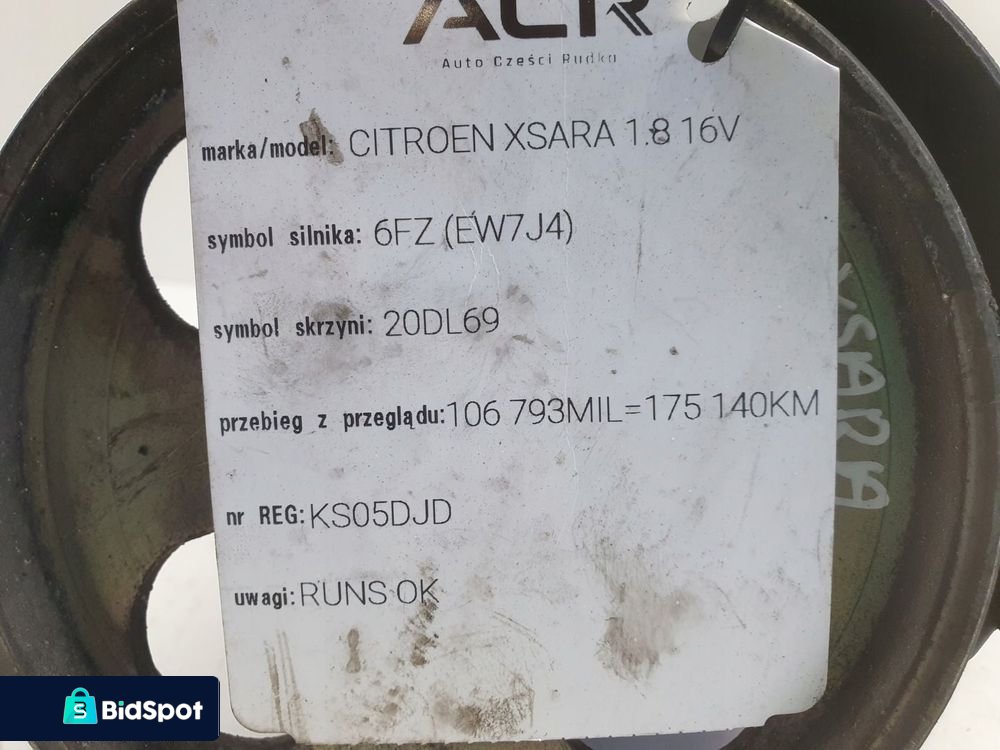 ACR
Auto Części Rudka
marka/model: CITROEN XSARA 1.8 16V
symbol silnika: 6FZ (EW7J4)
symbol skrzyni: 20DL69
przebieg z przeglądu:106 793MIL=175 140KM
nr REG:KS05DJD
uwagi:RUNS OK
XSARA
BidSpot